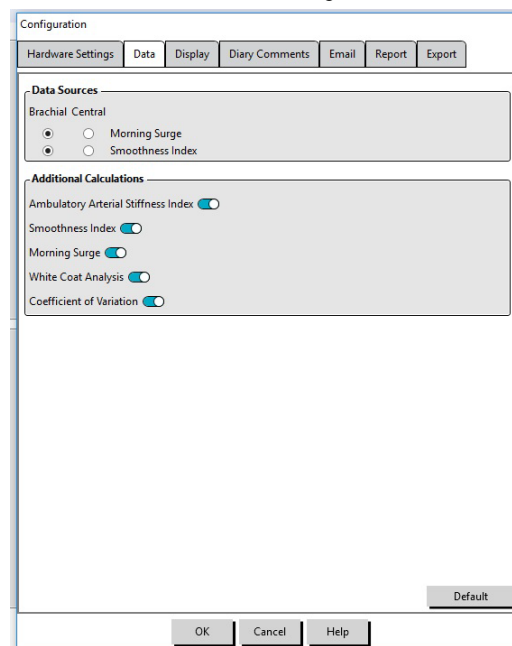 Configuration
Hardware Settings Data Display Diary Comments Email Report Export
Data Sources
Brachial Central
Morning Surge
Smoothness Index
Additional Calculations
Ambulatory Arterial Stiffness Index
Smoothness Index
Morning Surge
White Coat Analysis
Coefficient of Variation
Default
OK Cancel Help